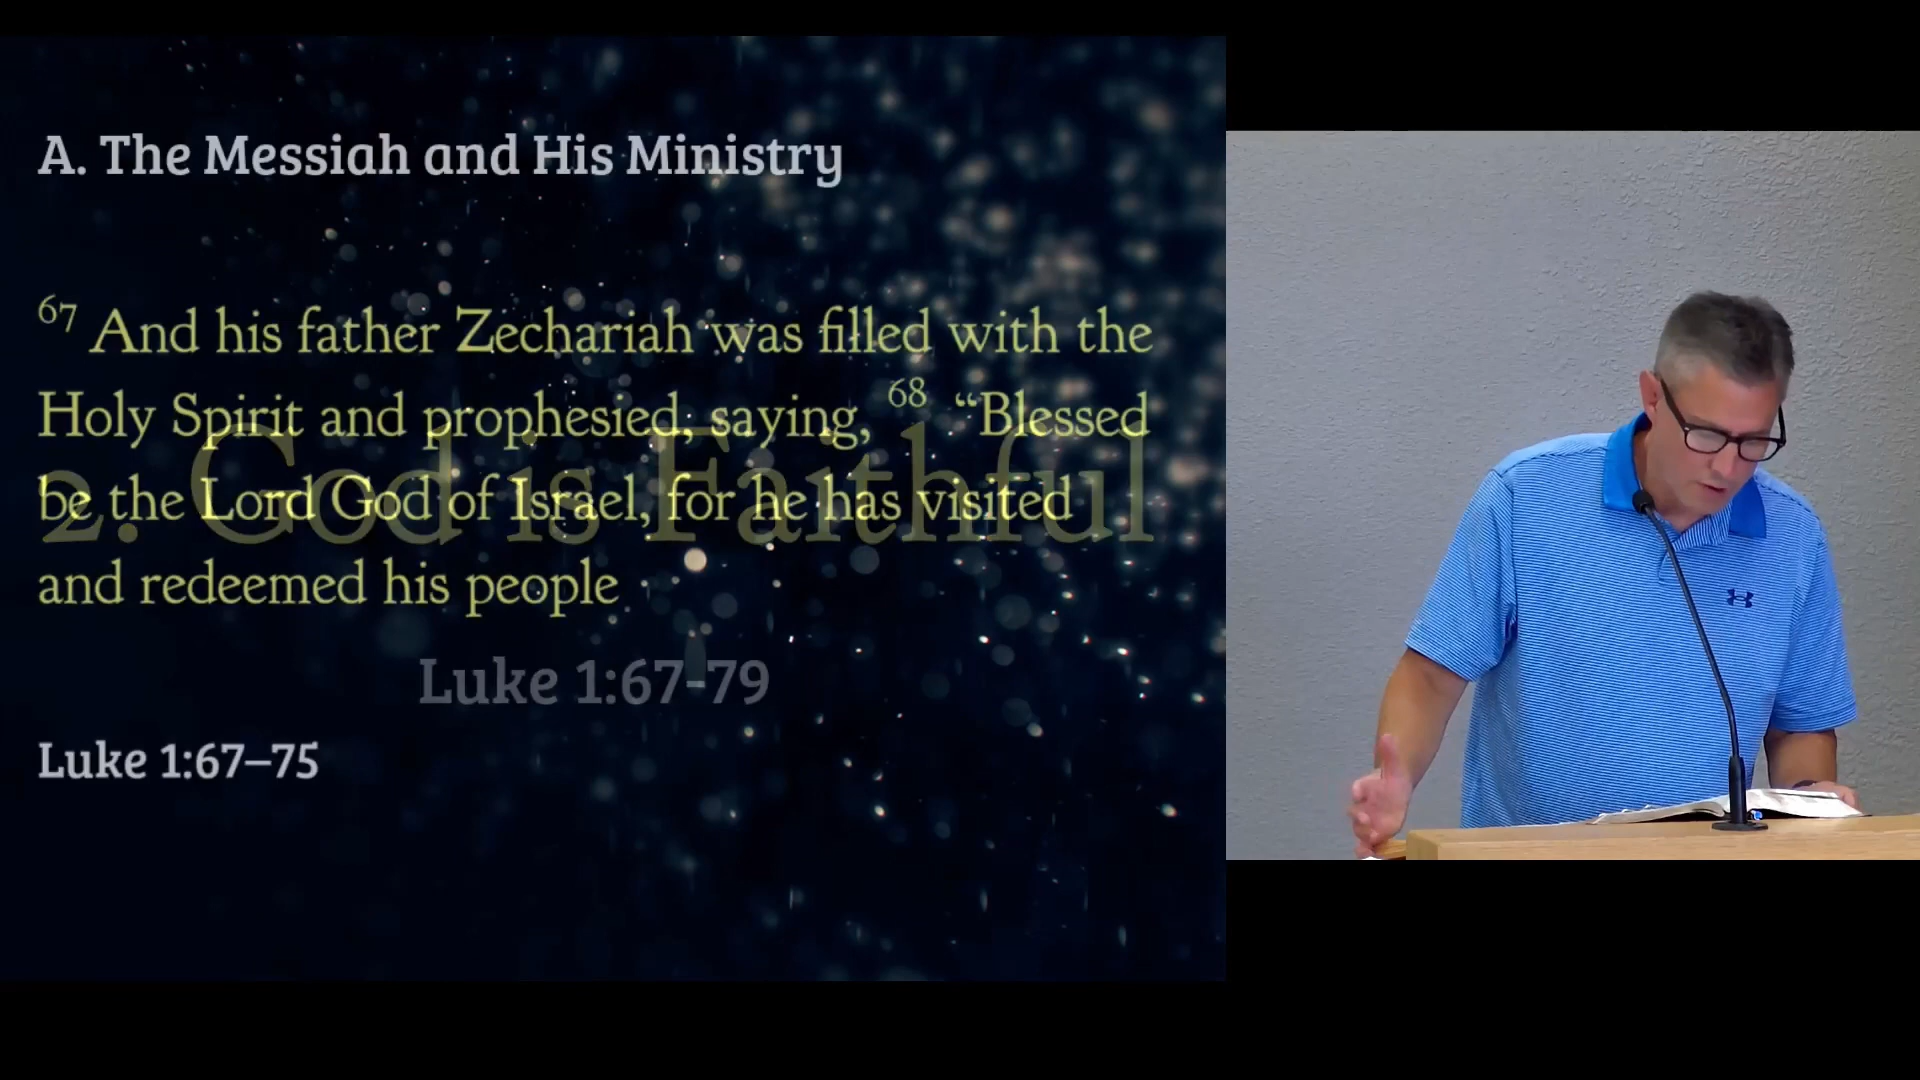 A. The Messiah and His Ministry
67 And his father Zechariah was filled with the
Holy Spirit and prophesied, saying, 68 “Blessed
be the Lord God of Israel, for he has visited
and redeemed his people
2. God is Faithful
Luke 1:67-79
Luke 1:67–75